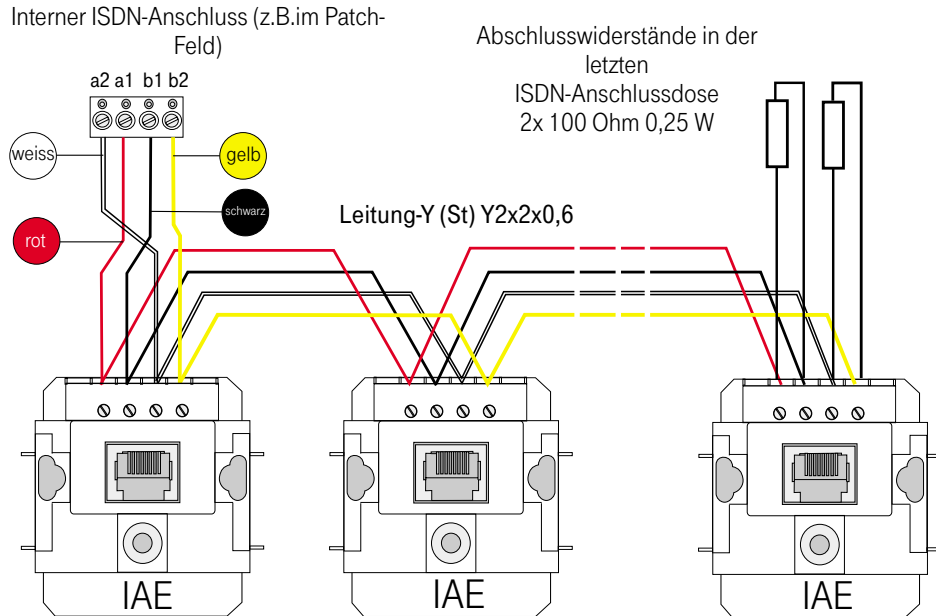 Interner ISDN-Anschluss (z.B.im Patch-
Feld)
Abschlusswiderstände in der
letzten
ISDN-Anschlussdose
2x 100 Ohm 0,25 W
a2 a1 b1 b2
weiss
gelb
schwarz
rot
Leitung-Y (St) Y2x2x0,6
IAE
IAE
IAE